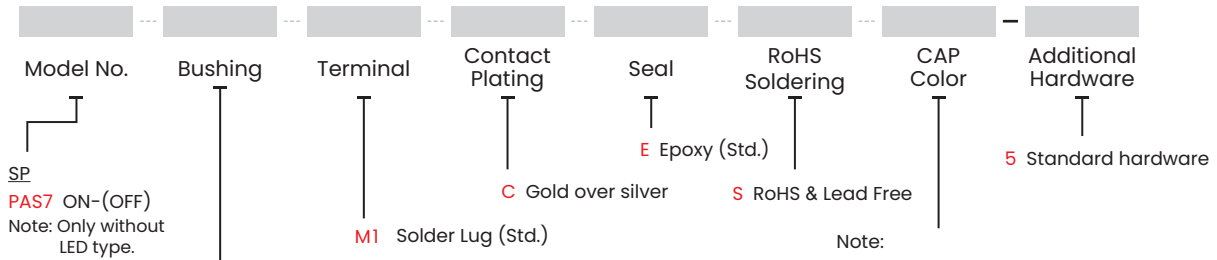 Model No.
Bushing
Terminal
Contact
Plating
Seal
RoHS
Soldering
CAP
Color
Additional
Hardware
SP
PAS7 ON-(OFF)
Note: Only without
LED type.
M1 Solder Lug (Std.)
C Gold over silver
E Epoxy (Std.)
S RoHS & Lead Free
Note:
5 Standard hardware